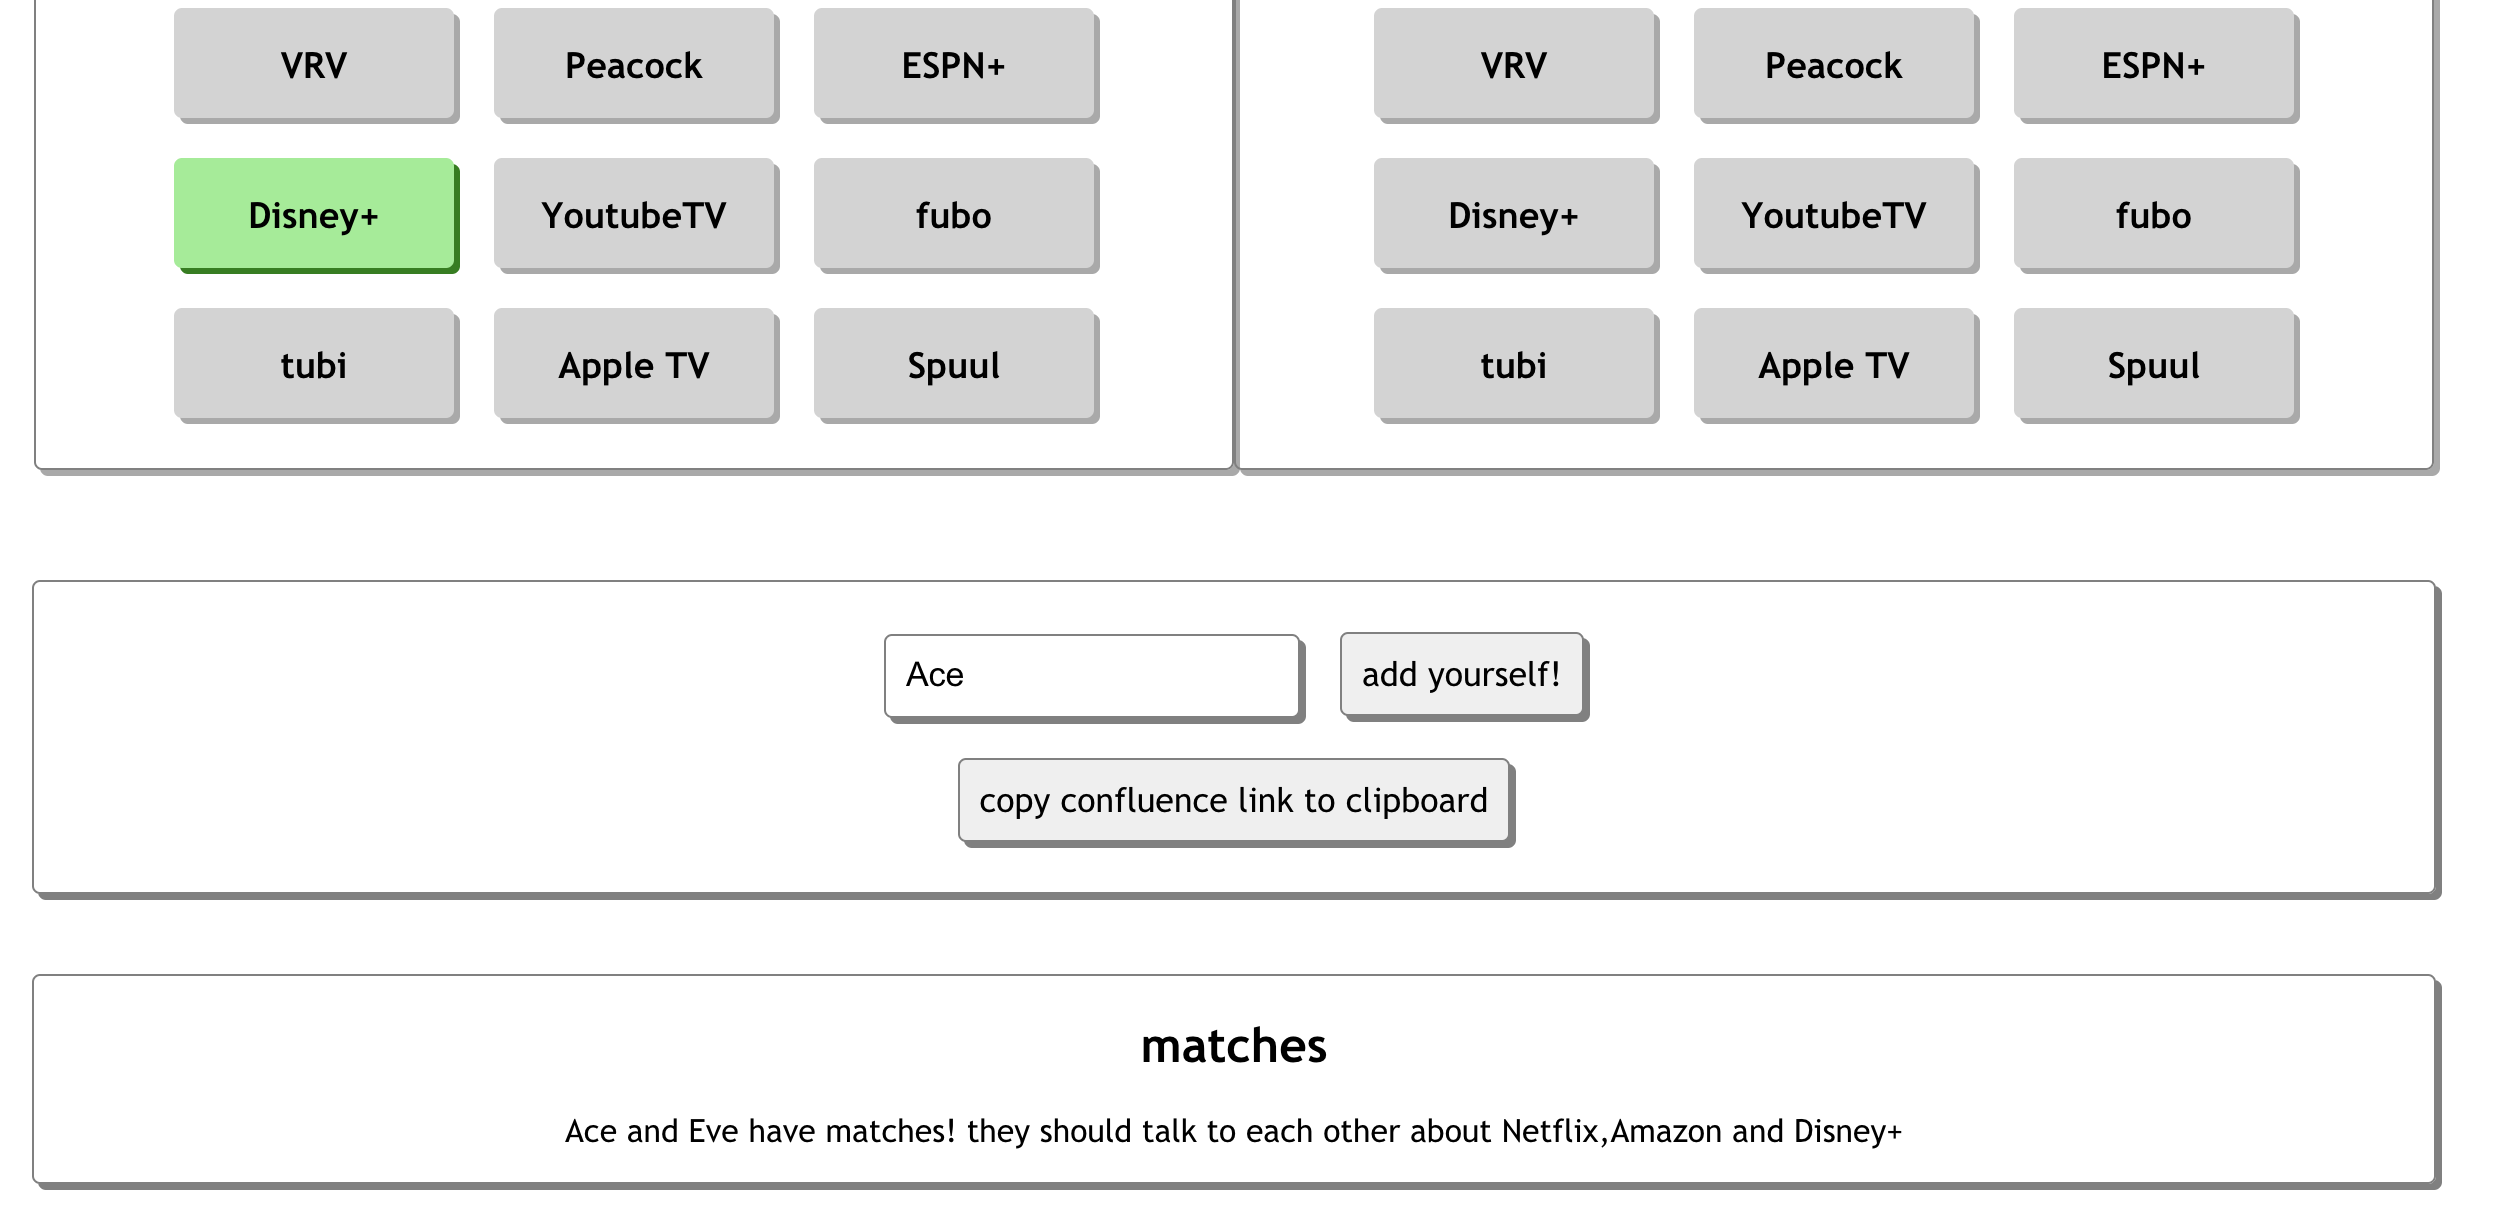 VRV Peacock ESPN+ VRV Peacock ESPN+
Disney+ YoutubeTV fubo Disney+ YoutubeTV fubo
tubi Apple TV Spuul tubi Apple TV Spuul
Ace add yourself!
copy confluence link to clipboard
matches
Ace and Eve have matches! they should talk to each other about Netflix,Amazon and Disney+